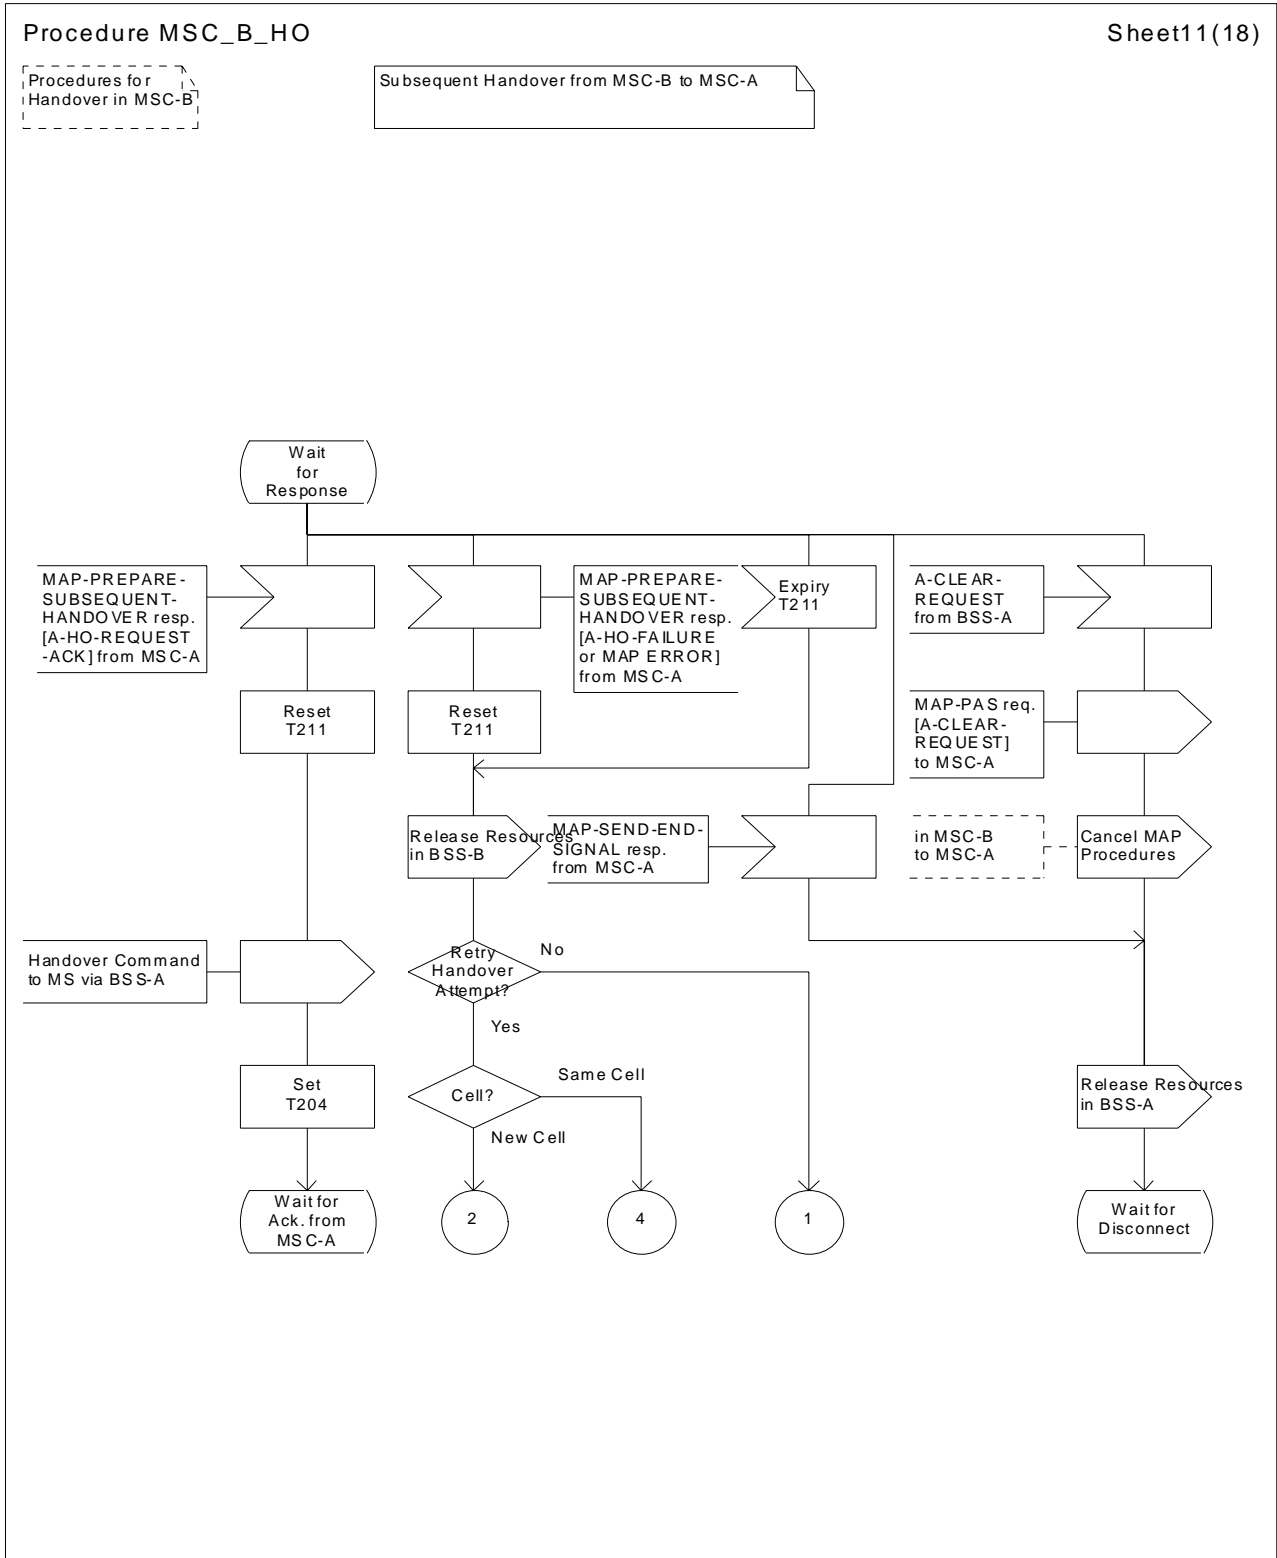 Procedure MSC_B_HO
Sheet11(18)
Procedures for
Handover in MSC-B
Subsequent Handover from MSC-B to MSC-A
Wait
for
Response
MAP-PREPARE-
SUBSEQUENT-
HANDOVER resp.
[A-HO-REQUEST
-ACK] from MSC-A
MAP-PREPARE-
SUBSEQUENT-
HANDOVER resp.
[A-HO-FAILURE
or MAP ERROR]
from MSC-A
Expiry
T211
A-CLEAR-
REQUEST
from BSS-A
Reset
T211
Reset
T211
MAP-PAS req.
[A-CLEAR-
REQUEST]
to MSC-A
Release Resources
in BSS-B
MAP-SEND-END-
SIGNAL resp.
from MSC-A
in MSC-B
to MSC-A
Cancel MAP
Procedures
Handover Command
to MS via BSS-A
Retry
Handover
Attempt?
No
Yes
Set
T204
Cell?
Same Cell
New Cell
Release Resources
in BSS-A
Wait for
Ack. from
MSC-A
2
4
1
Wait for
Disconnect